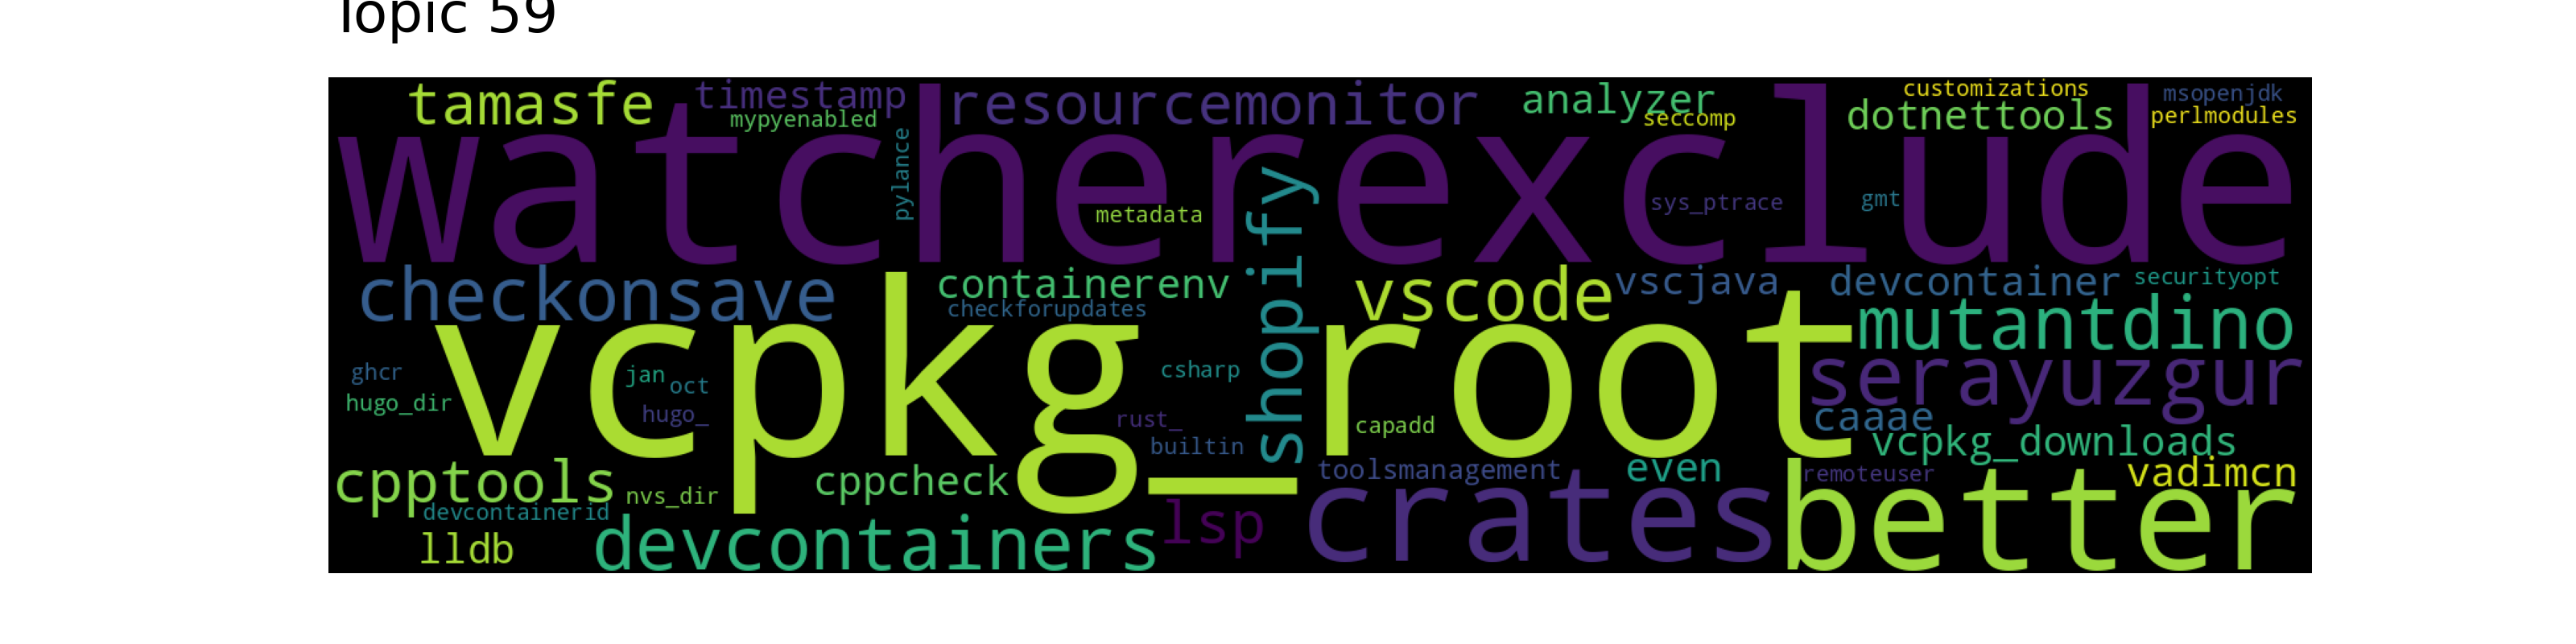 Topic 59
tamasfe timestamp resourcemonitor analyzer customizations msopenjdk
mypyenabled seccomp dotnettools perlmodules
watcherexclude
pylance metadata shopify sys_ptrace gmt
checkonsave containerenv vscode vscjava devcontainer securityopt
checkforupdates mutantdino
vcpkg_root
ghcr jan oct csharp serayuzgur
hugo_dir hugo_ rust_ capadd caaae
builtin vcpkg_downloads
cpptools nvs_dir cppcheck toolsmanagement even remoteuser vadimcn
devcontainerid lsp crates better
lldb devcontainers